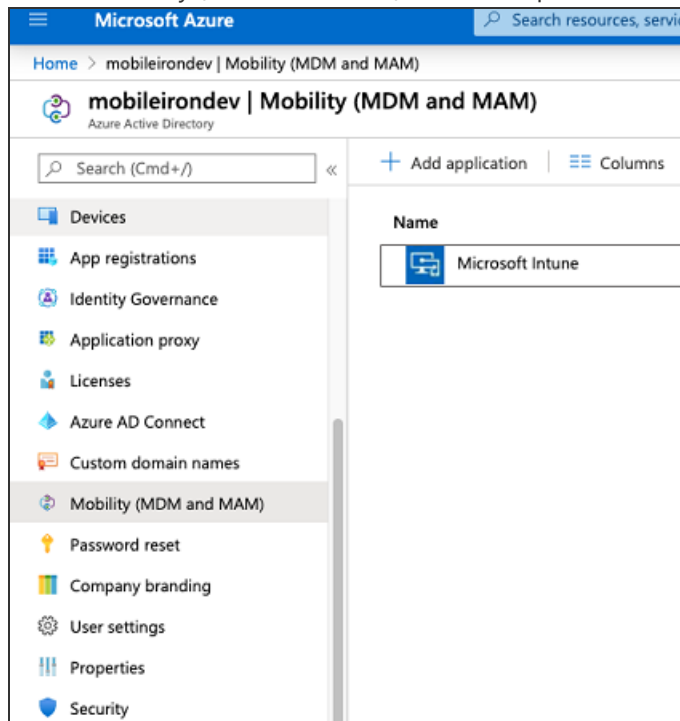 Microsoft Azure
Search resources, servi
Home > mobileirondev | Mobility (MDM and MAM)
mobileirondev | Mobility (MDM and MAM)
Azure Active Directory
Search (Cmd+/)
«
+ Add application
Columns
Devices
App registrations
Identity Governance
Application proxy
Licenses
Azure AD Connect
Custom domain names
Mobility (MDM and MAM)
Password reset
Company branding
User settings
Properties
Security
Name
Microsoft Intune